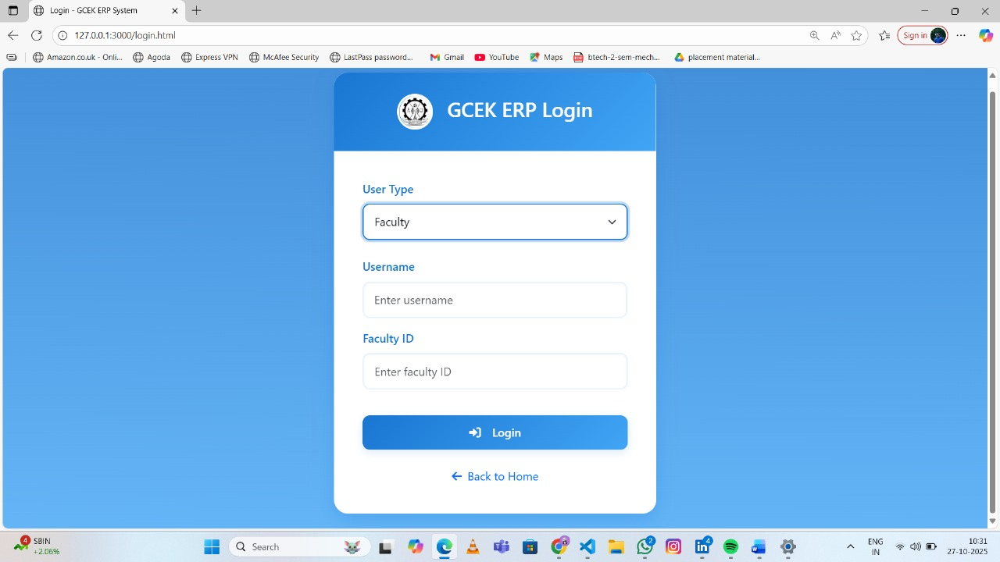 Login - GCEK ERP System
127.0.0.1:3000/login.html
Sign in
Amazon.co.uk - Onli... Agoda Express VPN McAfee Security LastPass password... Gmail YouTube Maps btech-2-sem-mech... placement material...
GCEK ERP Login
User Type
Faculty
Username
Enter username
Faculty ID
Enter faculty ID
Login
Back to Home
4 SBIN
+2.06%
Search
2
4
ENG
IN
10:31
27-10-2025